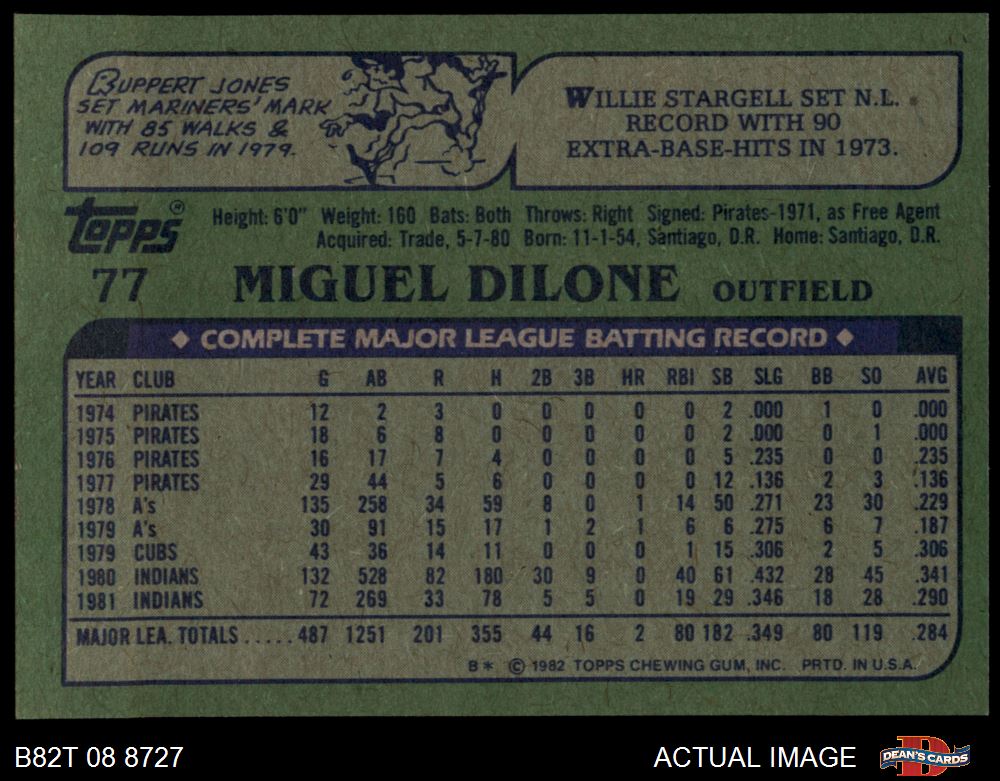 RUPPERT JONES
SET MARINERS' MARK
WITH 85 WALKS &
109 RUNS IN 1979.
WILLIE STARGELL SET N.L.
RECORD WITH 90
EXTRA-BASE-HITS IN 1973.
Topps®
Height: 6'0" Weight: 160 Bats: Both Throws: Right Signed: Pirates-1971, as Free Agent
Acquired: Trade, 5-7-80 Born: 11-1-54, Santiago, D.R. Home: Santiago, D.R.
77 MIGUEL DILONE OUTFIELD
◆ COMPLETE MAJOR LEAGUE BATTING RECORD ◆
YEAR CLUB G AB R H 2B 3B HR RBI SB SLG BB SO AVG
1974 PIRATES 12 2 3 0 0 0 0 0 2 .000 1 0 .000
1975 PIRATES 18 6 8 0 0 0 0 0 2 .000 0 1 .000
1976 PIRATES 16 17 7 4 0 0 0 0 5 .235 0 0 .235
1977 PIRATES 29 44 5 6 0 0 0 0 12 .136 2 3 .136
1978 A's 135 258 34 59 8 0 1 14 50 .271 23 30 .229
1979 A's 30 91 15 17 1 2 1 6 6 .275 6 7 .187
1979 CUBS 43 36 14 11 0 0 0 1 15 .306 2 5 .306
1980 INDIANS 132 528 82 180 30 9 0 40 61 .432 28 45 .341
1981 INDIANS 72 269 33 78 5 5 0 19 29 .346 18 28 .290
MAJOR LEA. TOTALS.....487 1251 201 355 44 16 2 80 182 .349 80 119 .284
B* © 1982 TOPPS CHEWING GUM, INC. PRTD. IN U.S.A.
B82T 08 8727 ACTUAL IMAGE DEAN'S CARDS